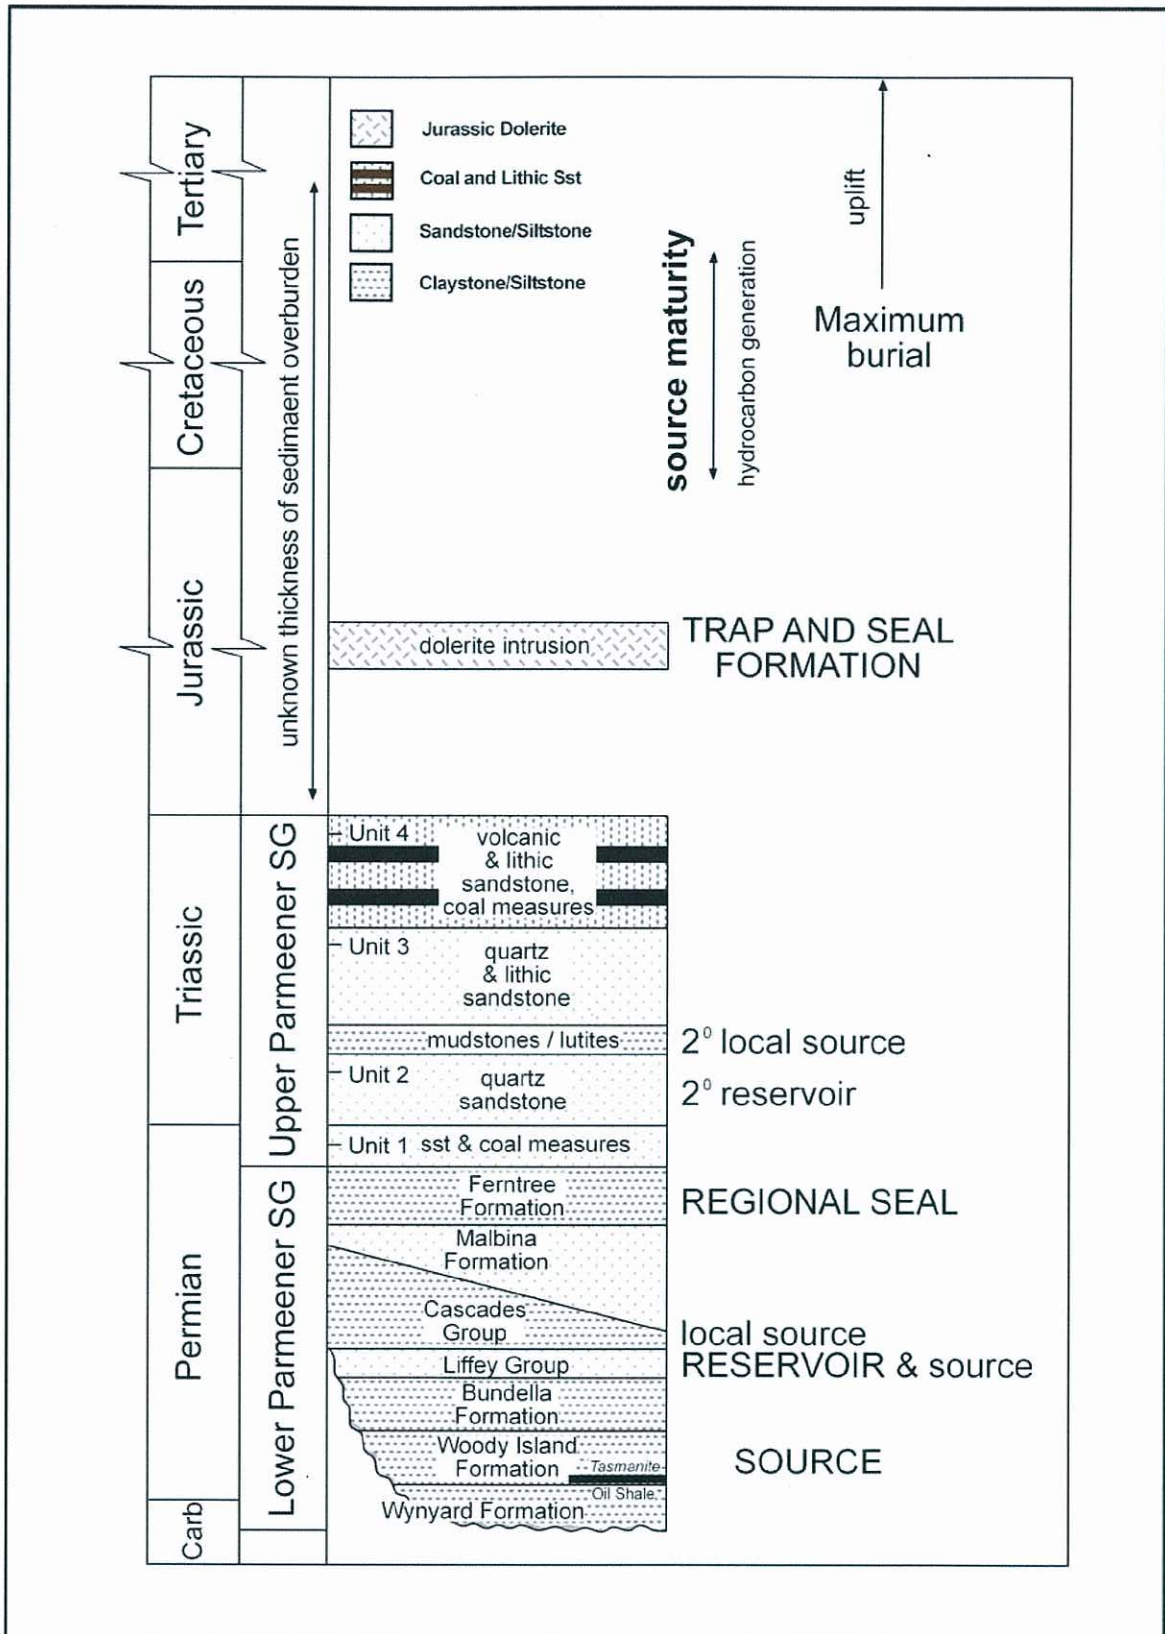 Tertiary
Cretaceous
Jurassic
Triassic
Permian
Carb
Upper Parmeener SG
Lower Parmeener SG
unknown thickness of sedimaent overburden
Jurassic Dolerite
Coal and Lithic Sst
Sandstone/Siltstone
Claystone/Siltstone
source maturity
hydrocarbon generation
uplift
Maximum
burial
dolerite intrusion
TRAP AND SEAL
FORMATION
Unit 4
volcanic
& lithic
sandstone,
coal measures
Unit 3
quartz
& lithic
sandstone
mudstones / lutites
2⁰ local source
Unit 2
quartz
sandstone
2⁰ reservoir
Unit 1
sst & coal measures
Ferntree
Formation
REGIONAL SEAL
Malbina
Formation
Cascades
Group
local source
Liffey Group
RESERVOIR & source
Bundella
Formation
Woody Island
Formation
Tasmanite
Oil Shale
SOURCE
Wynyard Formation